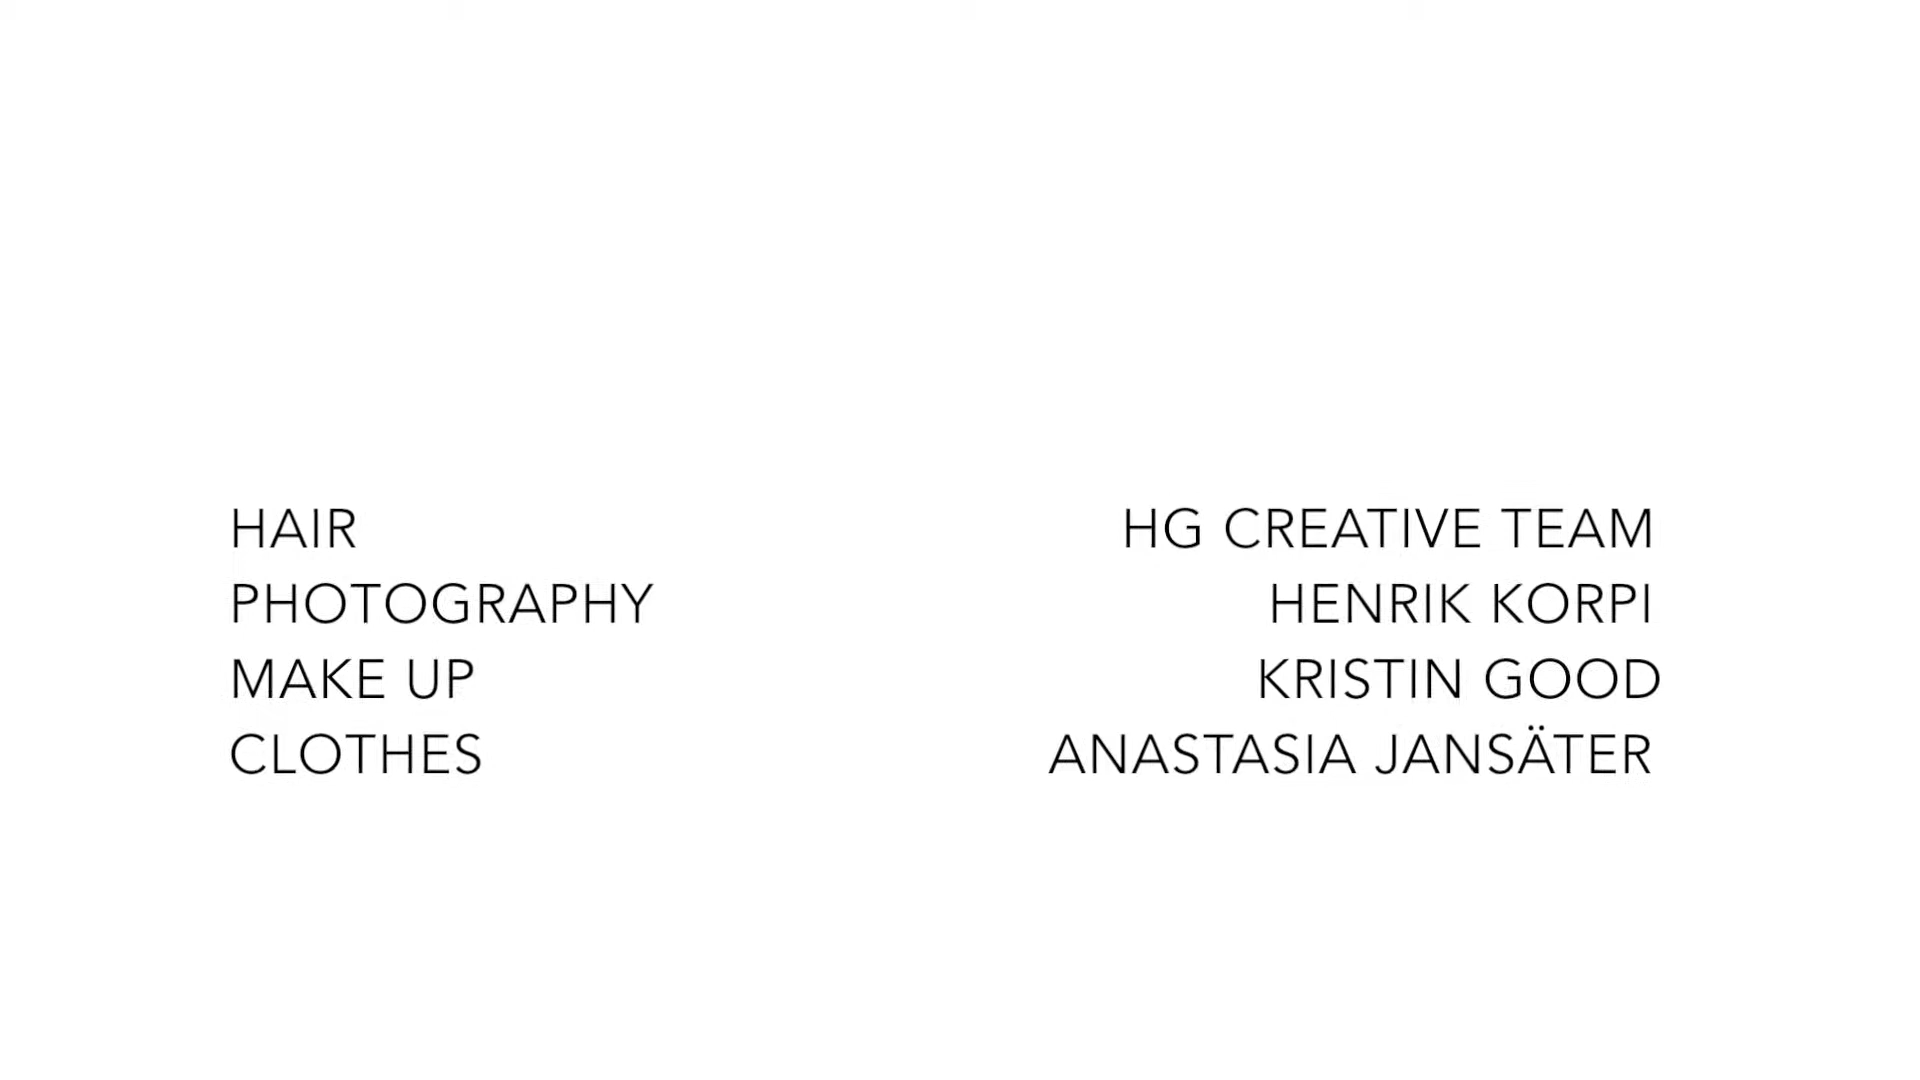 HAIR HG CREATIVE TEAM
PHOTOGRAPHY HENRIK KORPI
MAKE UP KRISTIN GOOD
CLOTHES ANASTASIA JANSÄTER